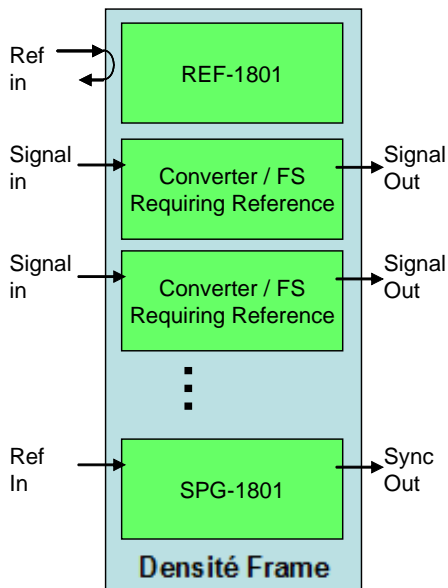 Ref
in
REF-1801
Signal
in
Converter / FS
Requiring Reference
Signal
Out
Signal
in
Converter / FS
Requiring Reference
Signal
Out
Ref
In
SPG-1801
Sync
Out
Densité Frame